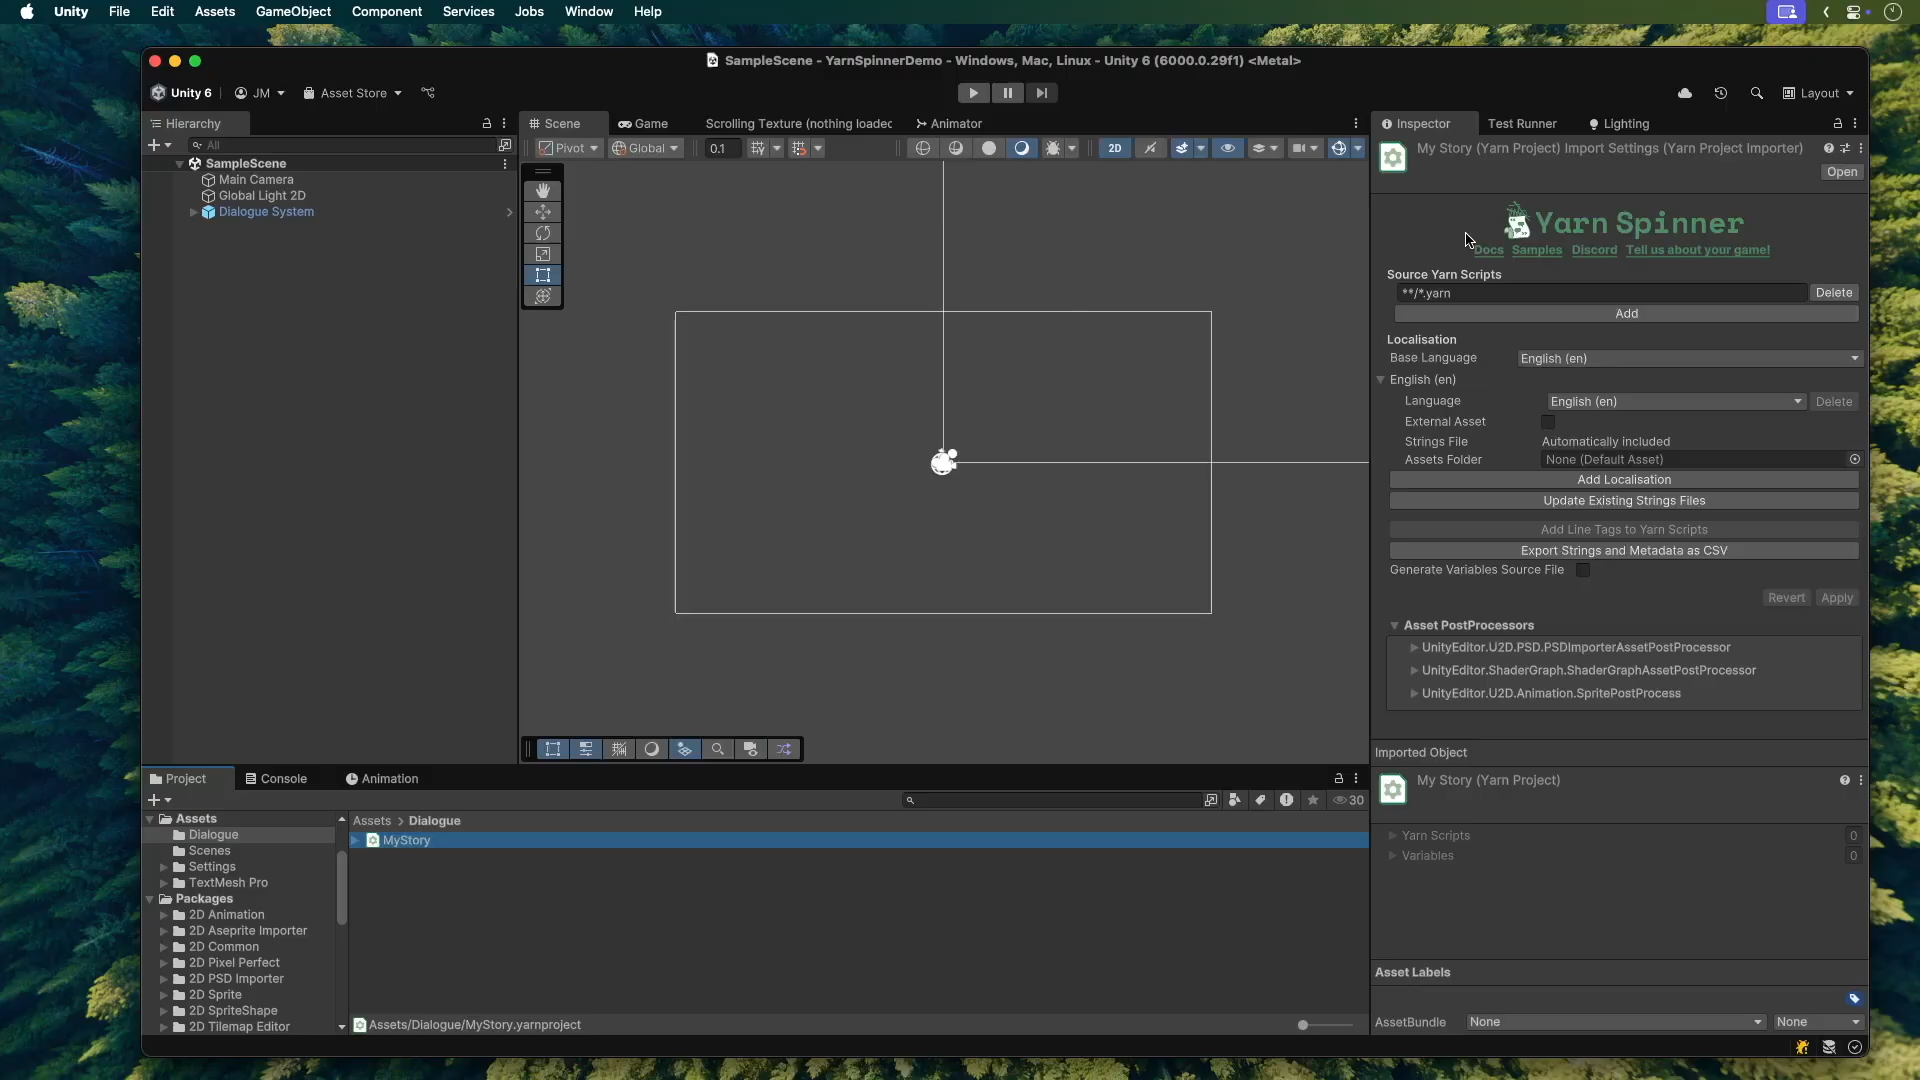 Unity File Edit Assets GameObject Component Services Jobs Window Help
SampleScene - YarnSpinnerDemo - Windows, Mac, Linux - Unity 6 (6000.0.29f1) <Metal>
Unity 6 JM Asset Store Layout
Hierarchy
All
SampleScene
Main Camera
Global Light 2D
Dialogue System
Scene Game Scrolling Texture (nothing loadec Animator
Pivot Global 0.1 2D
Inspector Test Runner Lighting
My Story (Yarn Project) Import Settings (Yarn Project Importer)
Open
Yarn Spinner
Docs Samples Discord Tell us about your game!
Source Yarn Scripts
**/*.yarn Delete
Add
Localisation
Base Language English (en)
English (en)
Language English (en) Delete
External Asset
Strings File Automatically included
Assets Folder None (Default Asset)
Add Localisation
Update Existing Strings Files
Add Line Tags to Yarn Scripts
Export Strings and Metadata as CSV
Generate Variables Source File
Revert Apply
Asset PostProcessors
UnityEditor.U2D.PSD.PSDImporterAssetPostProcessor
UnityEditor.ShaderGraph.ShaderGraphAssetPostProcessor
UnityEditor.U2D.Animation.SpritePostProcess
Imported Object
My Story (Yarn Project)
Yarn Scripts 0
Variables 0
Asset Labels
AssetBundle None None
Project Console Animation
30
Assets
Dialogue
Scenes
Settings
TextMesh Pro
Packages
2D Animation
2D Aseprite Importer
2D Common
2D Pixel Perfect
2D PSD Importer
2D Sprite
2D SpriteShape
2D Tilemap Editor
Assets > Dialogue
MyStory
Assets/Dialogue/MyStory.yarnproject